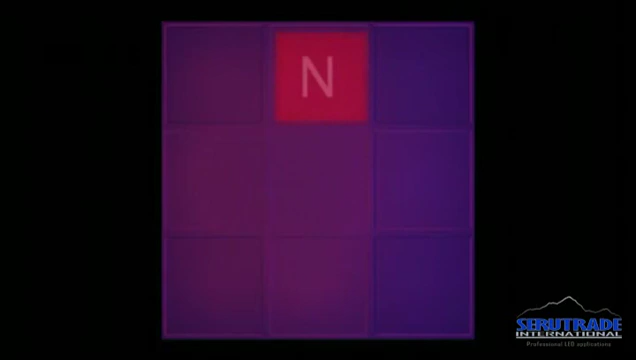 N
SERUTRADE
INTERNATIONAL
Professional LED applications